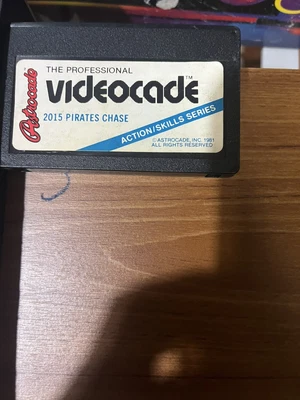 Astrocade
THE PROFESSIONAL
VIDEOCADE™
2015 PIRATES CHASE
ACTION/SKILLS SERIES
©ASTROCADE, INC. 1981
ALL RIGHTS RESERVED